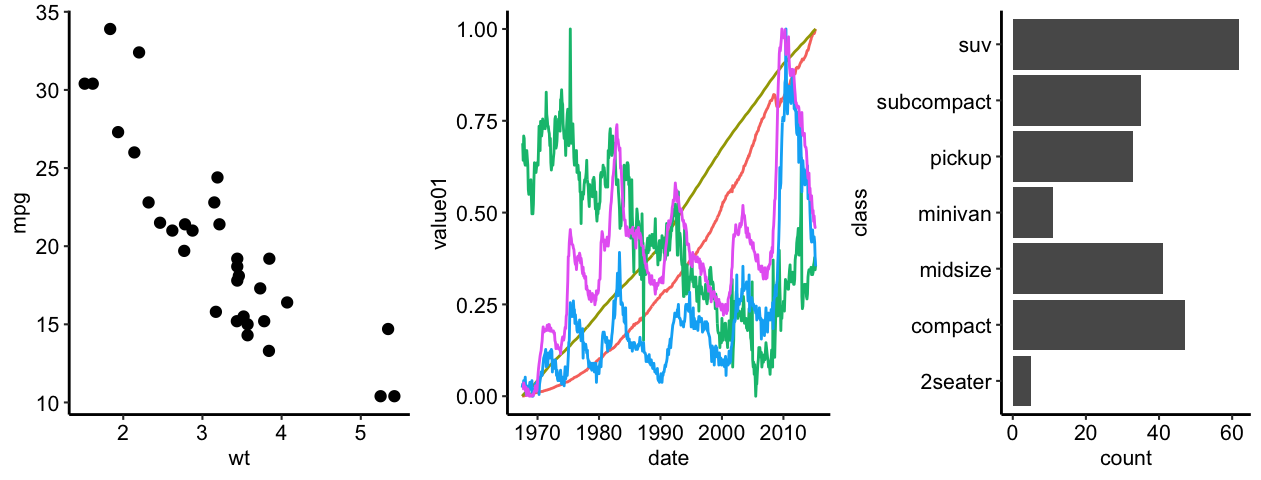 35
30
25
20
15
10
mpg
2 3 4 5
wt
1.00
0.75
0.50
0.25
0.00
value01
1970 1980 1990 2000 2010
date
suv
subcompact
pickup
minivan
midsize
compact
2seater
class
0 20 40 60
count